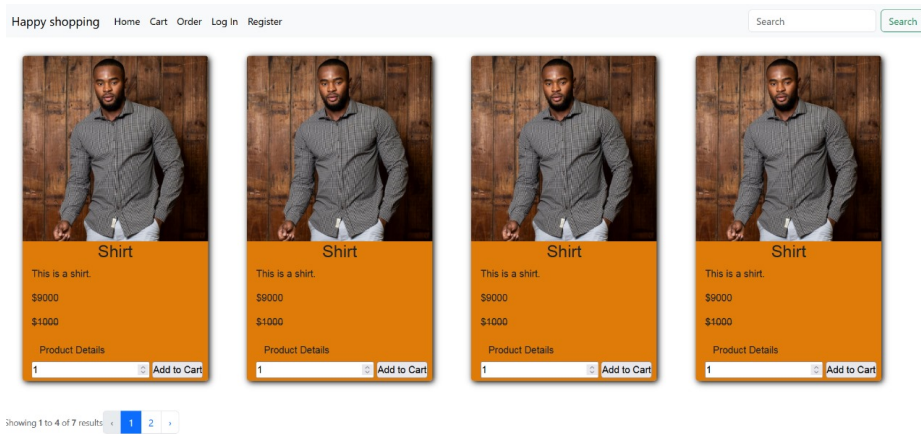 Happy shopping Home Cart Order Log In Register Search Search
Shirt Shirt Shirt Shirt
This is a shirt. This is a shirt. This is a shirt. This is a shirt.
$9000 $9000 $9000 $9000
$1000 $1000 $1000 $1000
Product Details Product Details Product Details Product Details
1 Add to Cart 1 Add to Cart 1 Add to Cart 1 Add to Cart
Showing 1 to 4 of 7 results ‹ 1 2 ›